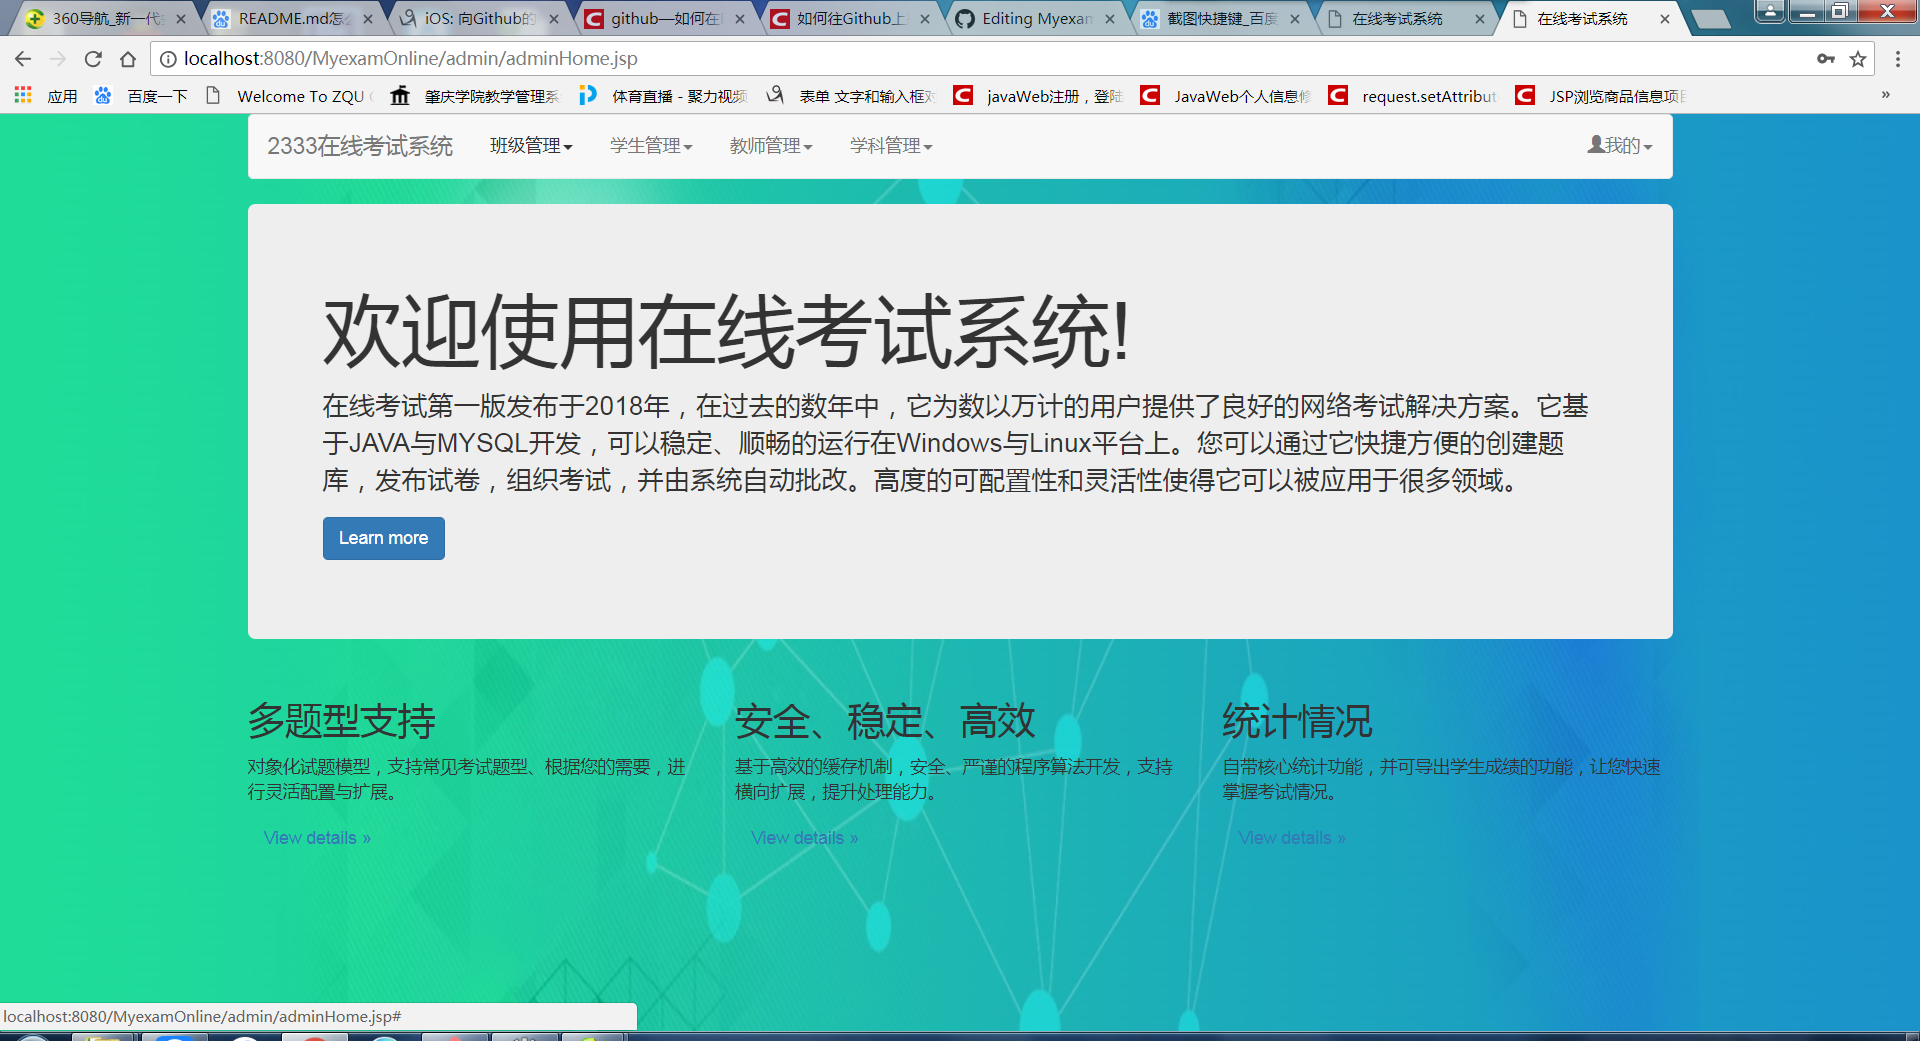 360导航_新一代
README.md怎么
iOS: 向Github的
github—如何在
如何往Github上
Editing Myexam
截图快捷键_百度
在线考试系统
在线考试系统
localhost:8080/MyexamOnline/admin/adminHome.jsp
应用
百度一下
Welcome To ZQU
肇庆学院教学管理系
体育直播 - 聚力视频
表单 文字和输入框对
javaWeb注册，登陆
JavaWeb个人信息修
request.setAttribut
JSP浏览商品信息项目
»
2333在线考试系统
班级管理
学生管理
教师管理
学科管理
我的
欢迎使用在线考试系统!
在线考试第一版发布于2018年，在过去的数年中，它为数以万计的用户提供了良好的网络考试解决方案。它基
于JAVA与MYSQL开发，可以稳定、顺畅的运行在Windows与Linux平台上。您可以通过它快捷方便的创建题
库，发布试卷，组织考试，并由系统自动批改。高度的可配置性和灵活性使得它可以被应用于很多领域。
Learn more
多题型支持
对象化试题模型，支持常见考试题型、根据您的需要，进
行灵活配置与扩展。
View details »
安全、稳定、高效
基于高效的缓存机制，安全、严谨的程序算法开发，支持
横向扩展，提升处理能力。
View details »
统计情况
自带核心统计功能，并可导出学生成绩的功能，让您快速
掌握考试情况。
View details »
localhost:8080/MyexamOnline/admin/adminHome.jsp#